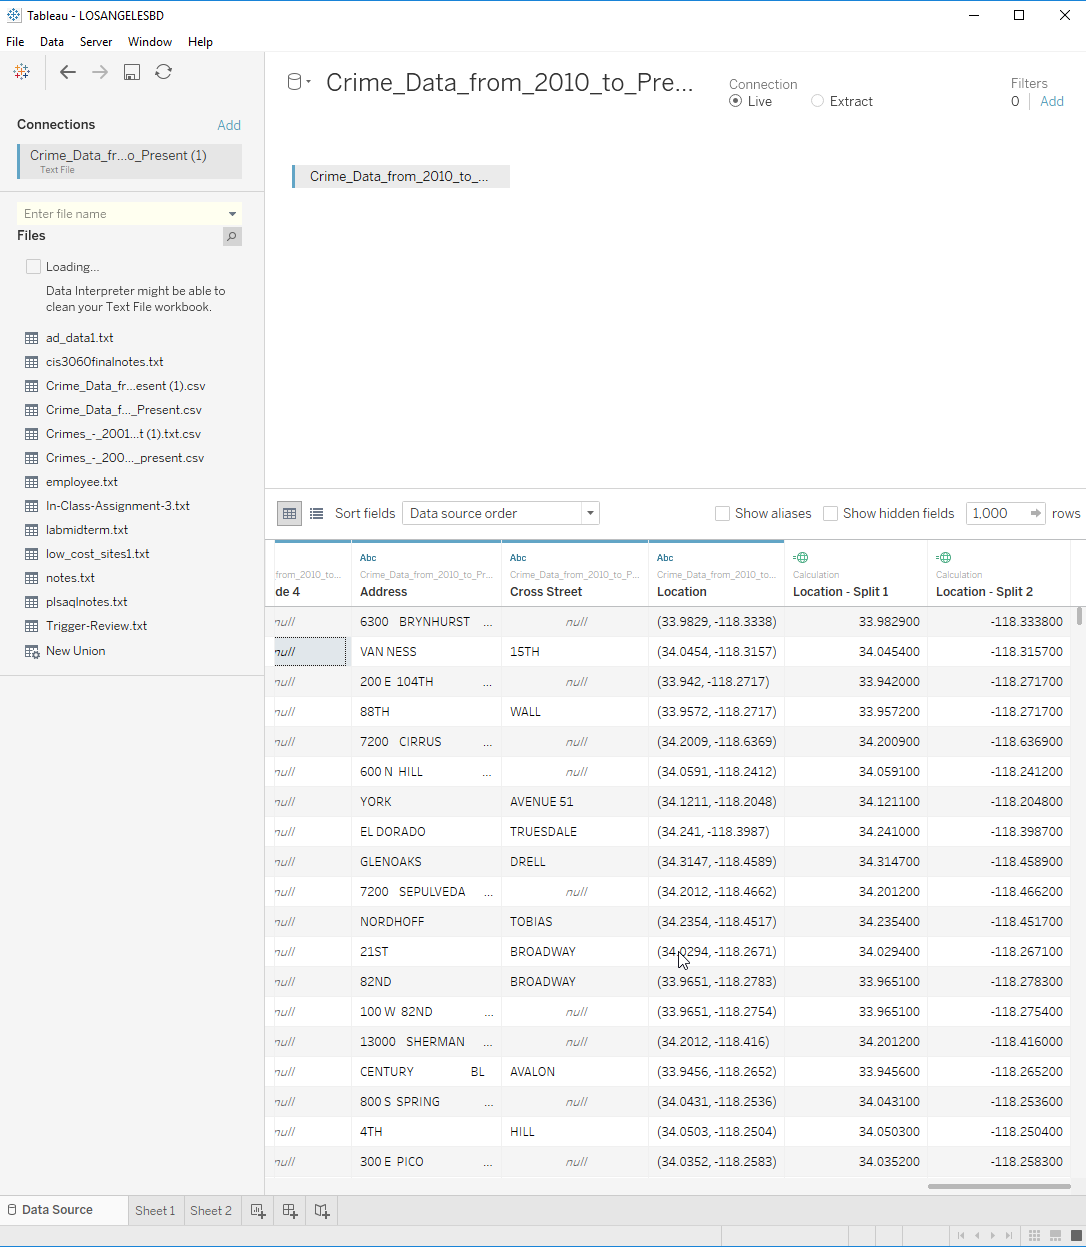 Tableau - LOSANGELESBD
File Data Server Window Help
Connections Add
Crime_Data_fr...o_Present (1)
Text File
Enter file name
Files
Loading...
Data Interpreter might be able to
clean your Text File workbook.
ad_data1.txt
cis3060finalnotes.txt
Crime_Data_fr...esent (1).csv
Crime_Data_f..._Present.csv
Crimes_-_2001...t (1).txt.csv
Crimes_-_200..._present.csv
employee.txt
In-Class-Assignment-3.txt
labmidterm.txt
low_cost_sites1.txt
notes.txt
plsaqlnotes.txt
Trigger-Review.txt
New Union
Crime_Data_from_2010_to_Pre...
Connection
Live Extract
Filters
0 Add
Crime_Data_from_2010_to_...
Sort fields Data source order Show aliases Show hidden fields 1,000 rows
Abc Abc Abc
from_2010_to... Crime_Data_from_2010_to_Pr... Crime_Data_from_2010_to_P... Crime_Data_from_2010_to... Calculation Calculation
de 4 Address Cross Street Location Location - Split 1 Location - Split 2
null 6300 BRYNHURST ... null (33.9829, -118.3338) 33.982900 -118.333800
null VAN NESS 15TH (34.0454, -118.3157) 34.045400 -118.315700
null 200 E 104TH ... null (33.942, -118.2717) 33.942000 -118.271700
null 88TH WALL (33.9572, -118.2717) 33.957200 -118.271700
null 7200 CIRRUS ... null (34.2009, -118.6369) 34.200900 -118.636900
null 600 N HILL ... null (34.0591, -118.2412) 34.059100 -118.241200
null YORK AVENUE 51 (34.1211, -118.2048) 34.121100 -118.204800
null EL DORADO TRUESDALE (34.241, -118.3987) 34.241000 -118.398700
null GLENOAKS DRELL (34.3147, -118.4589) 34.314700 -118.458900
null 7200 SEPULVEDA ... null (34.2012, -118.4662) 34.201200 -118.466200
null NORDHOFF TOBIAS (34.2354, -118.4517) 34.235400 -118.451700
null 21ST BROADWAY (34.0294, -118.2671) 34.029400 -118.267100
null 82ND BROADWAY (33.9651, -118.2783) 33.965100 -118.278300
null 100 W 82ND ... null (33.9651, -118.2754) 33.965100 -118.275400
null 13000 SHERMAN ... null (34.2012, -118.416) 34.201200 -118.416000
null CENTURY BL AVALON (33.9456, -118.2652) 33.945600 -118.265200
null 800 S SPRING ... null (34.0431, -118.2536) 34.043100 -118.253600
null 4TH HILL (34.0503, -118.2504) 34.050300 -118.250400
null 300 E PICO ... null (34.0352, -118.2583) 34.035200 -118.258300
Data Source Sheet 1 Sheet 2